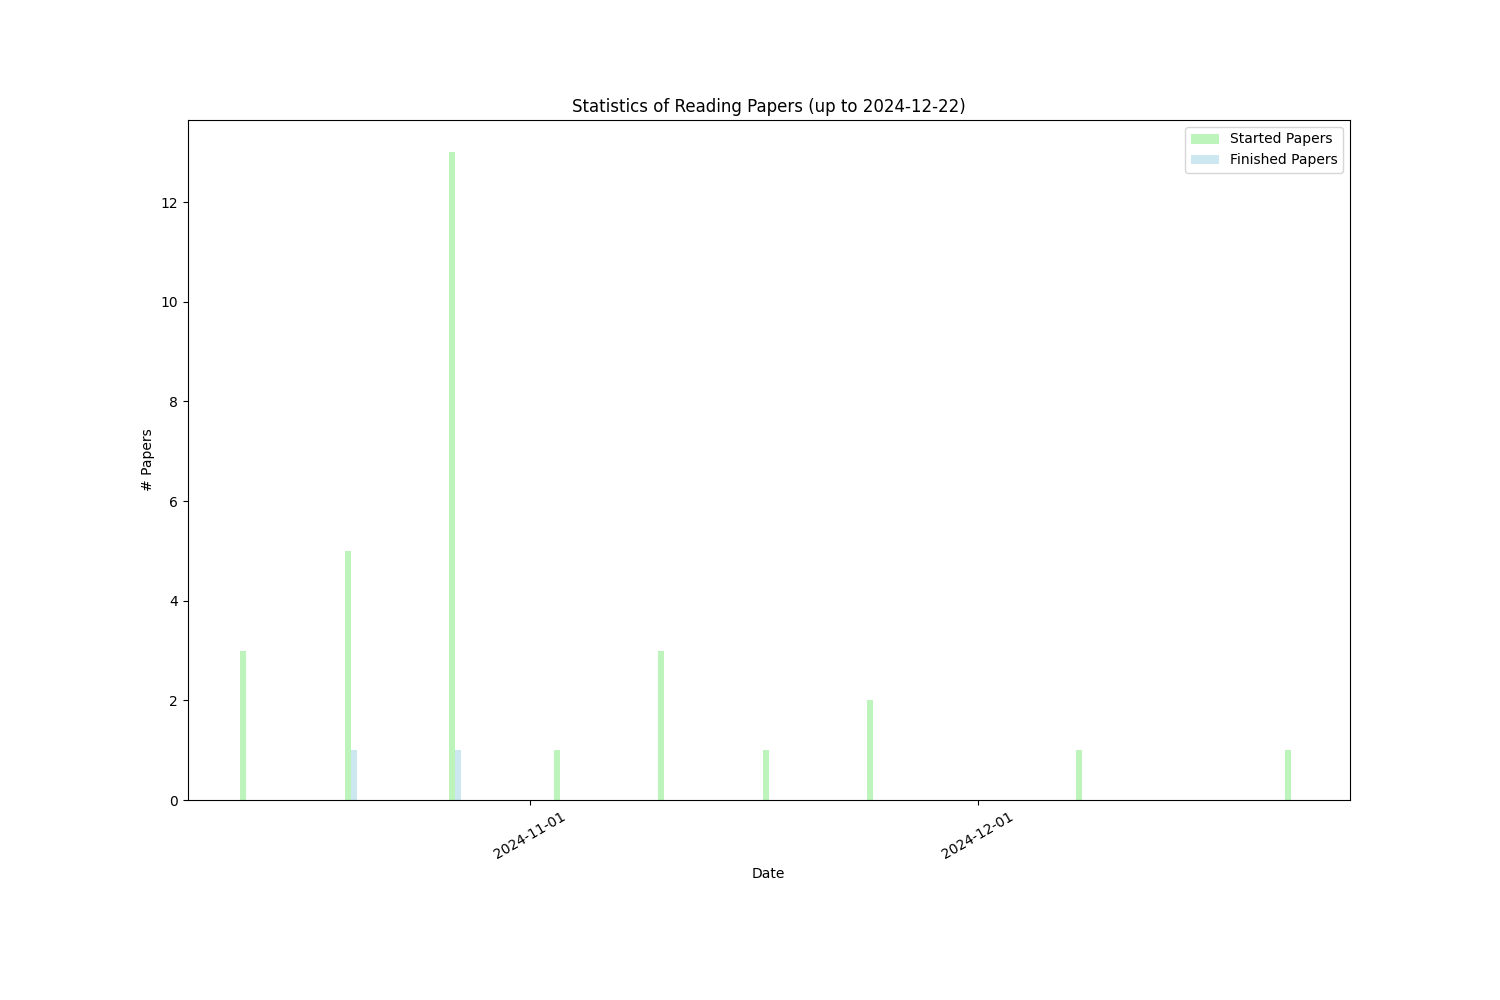 Statistics of Reading Papers (up to 2024-12-22)
Started Papers
Finished Papers
12
10
8
6
4
2
0
# Papers
2024-11-01
2024-12-01
Date